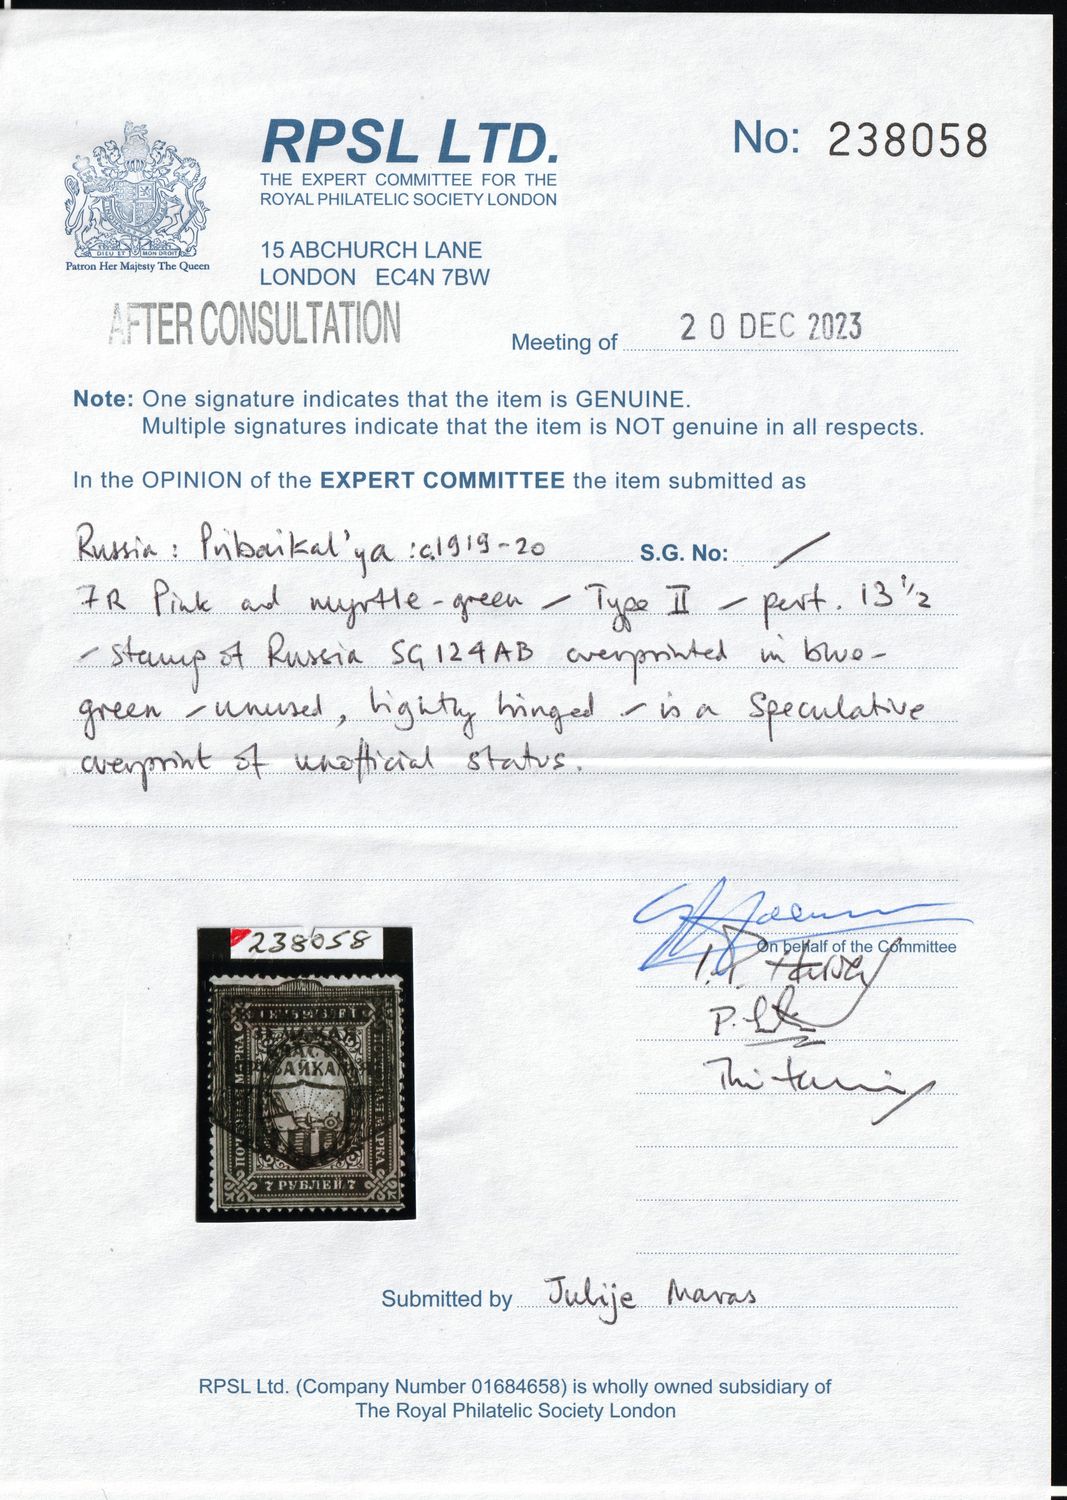 RPSL LTD.
THE EXPERT COMMITTEE FOR THE
ROYAL PHILATELIC SOCIETY LONDON
No: 238058
DIEU ET MON DROIT
Patron Her Majesty The Queen
15 ABCHURCH LANE
LONDON EC4N 7BW
AFTER CONSULTATION
Meeting of 20 DEC 2023
Note: One signature indicates that the item is GENUINE.
Multiple signatures indicate that the item is NOT genuine in all respects.
In the OPINION of the EXPERT COMMITTEE the item submitted as
Russia: Pribaikal'ya :c.1919-20 S.G. No: /
7R Pink and myrtle-green – Type II – perf. 13½
– stamp of Russia SG124AB overprinted in blue-
green – unused, lightly hinged – is a speculative
overprint of unofficial status.
On behalf of the Committee
238058
ПОЧТОВАЯ МАРКА
7 РУБЛЕЙ 7
Submitted by Julije Maras
RPSL Ltd. (Company Number 01684658) is wholly owned subsidiary of
The Royal Philatelic Society London